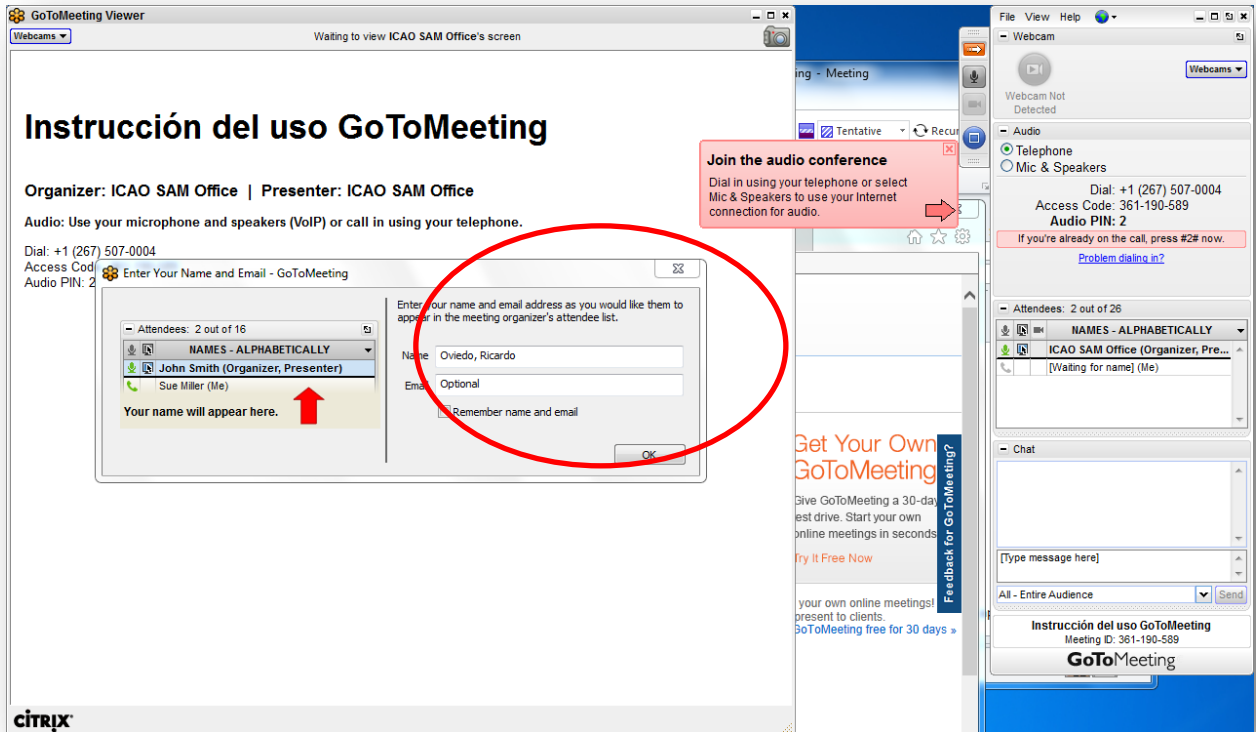 GoToMeeting Viewer
Webcams
Waiting to view ICAO SAM Office's screen
Instrucción del uso GoToMeeting
Organizer: ICAO SAM Office | Presenter: ICAO SAM Office
Audio: Use your microphone and speakers (VoIP) or call in using your telephone.
Dial: +1 (267) 507-0004
Access Cod
Audio PIN: 2
Enter Your Name and Email - GoToMeeting
Attendees: 2 out of 16
NAMES - ALPHABETICALLY
John Smith (Organizer, Presenter)
Sue Miller (Me)
Your name will appear here.
Enter your name and email address as you would like them to
appear in the meeting organizer's attendee list.
Name Oviedo, Ricardo
Email Optional
Remember name and email
OK
CITRIX
ing - Meeting
Tentative
Recur
Join the audio conference
Dial in using your telephone or select
Mic & Speakers to use your Internet
connection for audio.
Get Your Own
GoToMeeting
Give GoToMeeting a 30-day
est drive. Start your own
online meetings in seconds
Try It Free Now
your own online meetings!
present to clients.
GoToMeeting free for 30 days »
Feedback for GoToMeeting?
File View Help
Webcam
Webcams
Webcam Not
Detected
Audio
Telephone
Mic & Speakers
Dial: +1 (267) 507-0004
Access Code: 361-190-589
Audio PIN: 2
If you're already on the call, press #2# now.
Problem dialing in?
Attendees: 2 out of 26
NAMES - ALPHABETICALLY
ICAO SAM Office (Organizer, Pre...
[Waiting for name] (Me)
Chat
[Type message here]
All - Entire Audience
Send
Instrucción del uso GoToMeeting
Meeting ID: 361-190-589
GoToMeeting